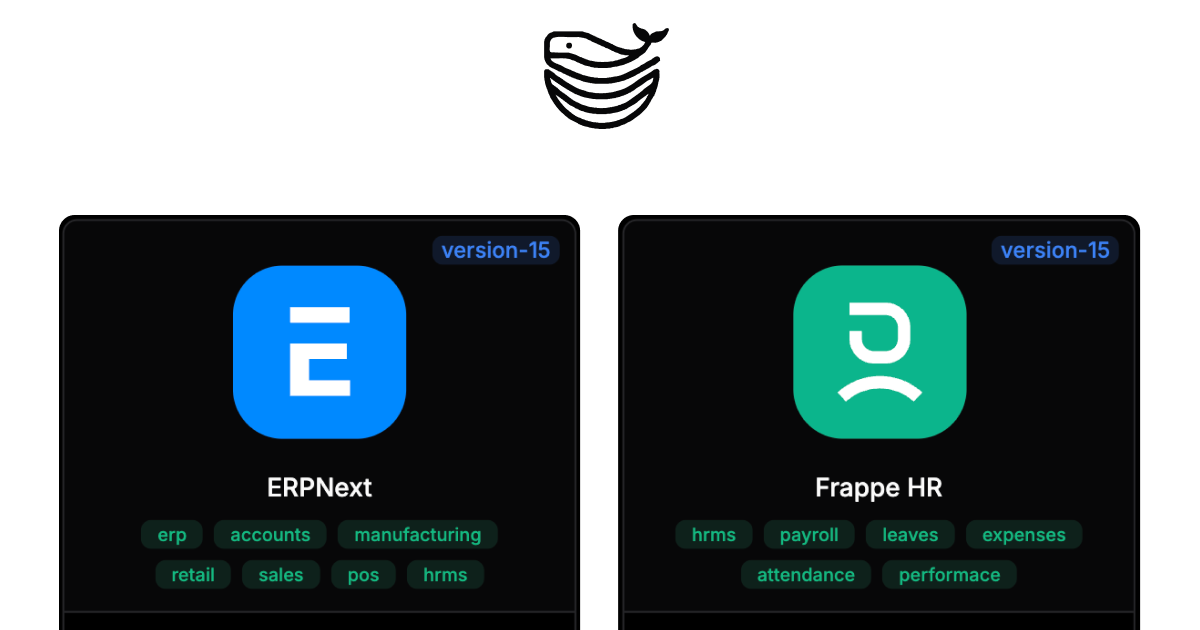 version-15
ERPNext
erp accounts manufacturing
retail sales pos hrms
version-15
Frappe HR
hrms payroll leaves expenses
attendance performace